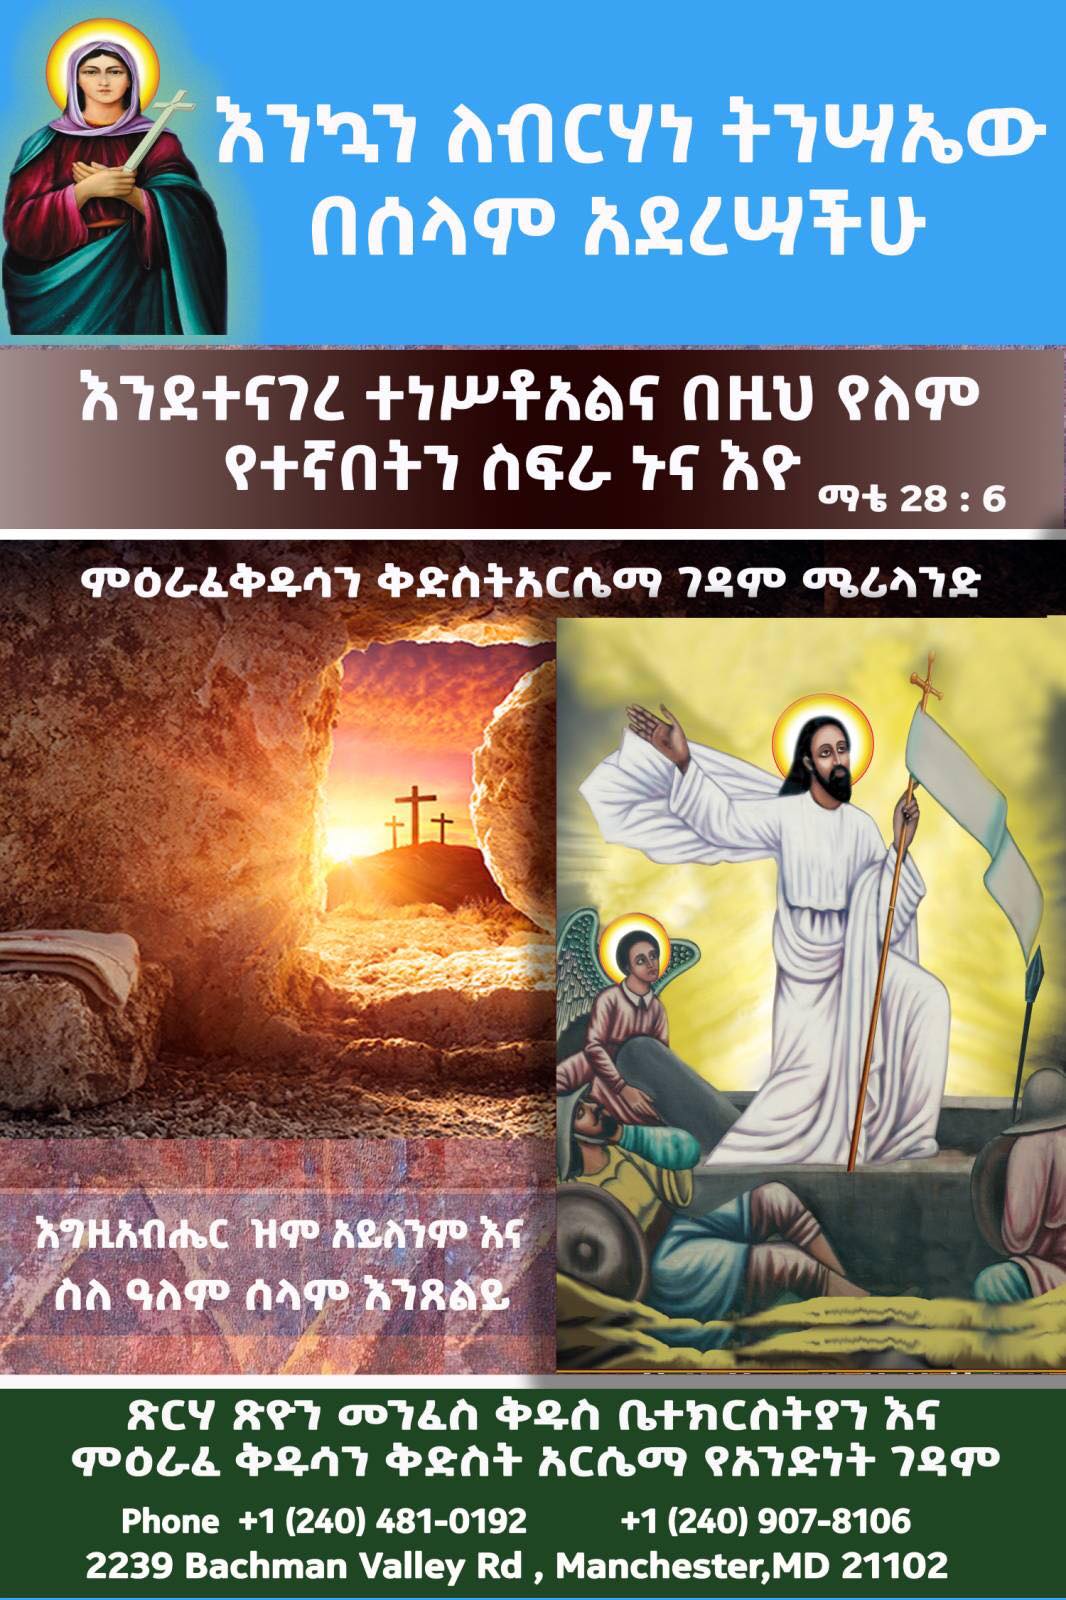 እንኳን ለብርሃነ ትንሣኤው
በሰላም አደረሣችሁ
እንደተናገረ ተነሥቶአልና በዚህ የለም
የተኛበትን ስፍራ ኑና እዮ
ማቴ 28 : 6
ምዕራፈቅዱሳን ቅድስትአርሴማ ገዳም ሜሪላንድ
እግዚአብሔር ዝም አይለንም እና
ስለ ዓለም ሰላም እንጸልይ
ጽርሃ ጽዮን መንፈስ ቅዱስ ቤተክርስትያን እና
ምዕራፈ ቅዱሳን ቅድስት አርሴማ የአንድነት ገዳም
Phone +1 (240) 481-0192 +1 (240) 907-8106
2239 Bachman Valley Rd , Manchester,MD 21102